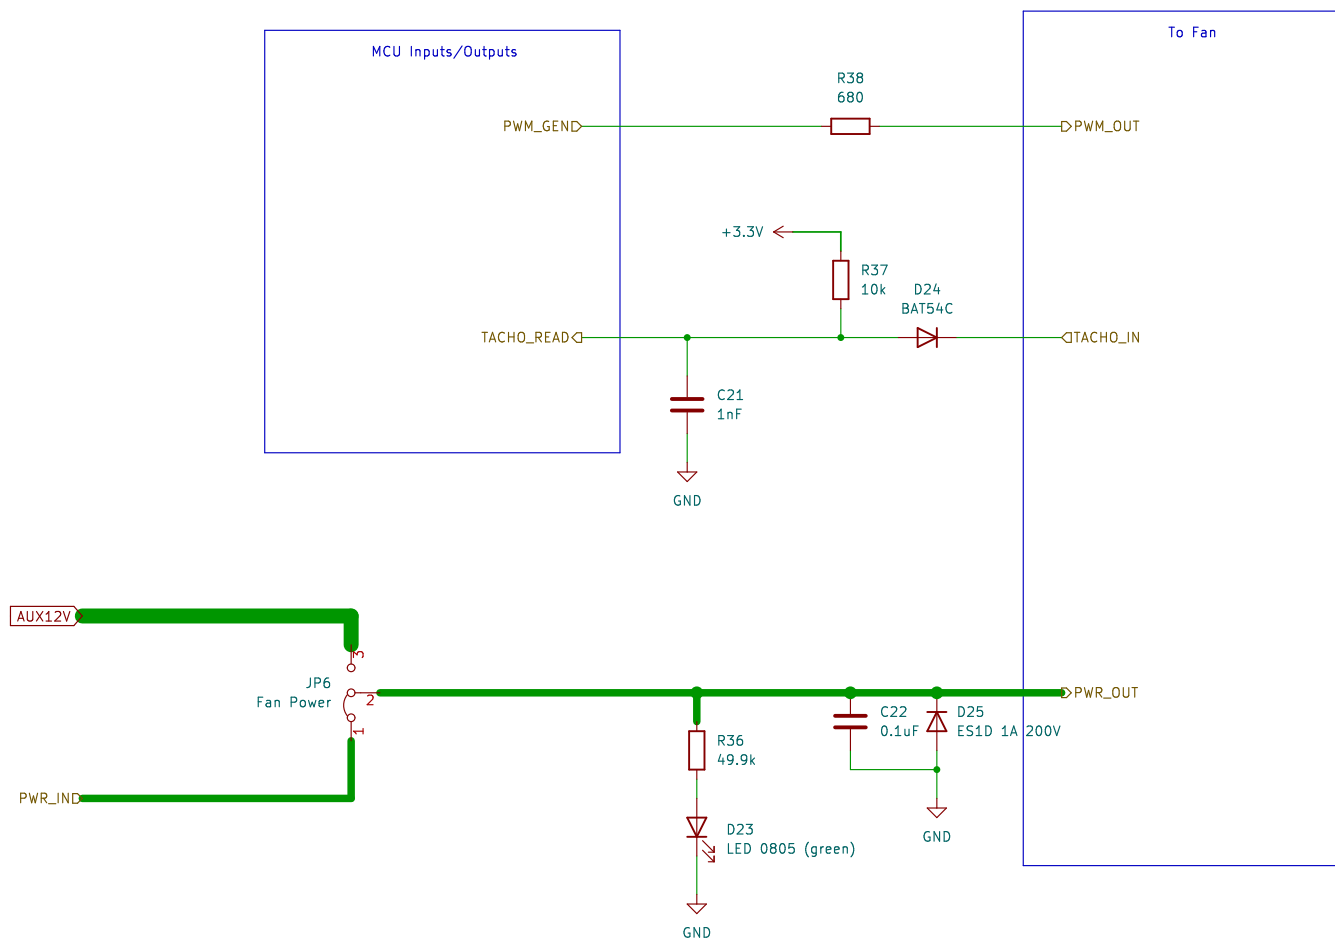 MCU Inputs/Outputs
To Fan
R38
680
PWM_GEN
PWM_OUT
+3.3V
R37
10k
D24
BAT54C
TACHO_READ
TACHO_IN
C21
1nF
GND
AUX12V
3
JP6
Fan Power
2
1
PWR_IN
PWR_OUT
C22
0.1uF
D25
ES1D 1A 200V
R36
49.9k
GND
D23
LED 0805 (green)
GND